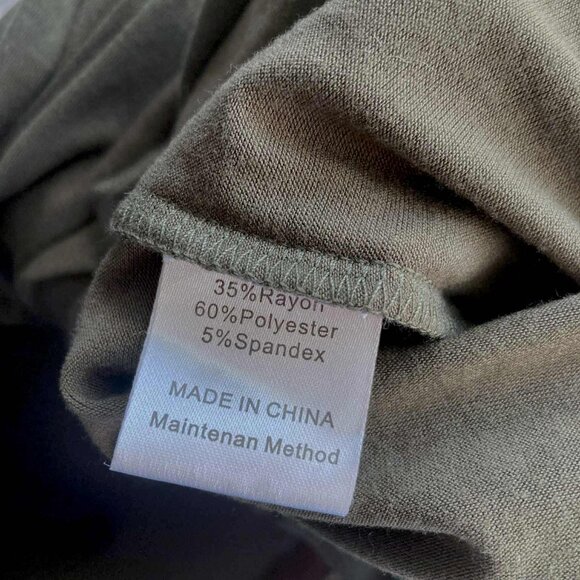 35%Rayon
60%Polyester
5%Spandex
MADE IN CHINA
Maintenan Method